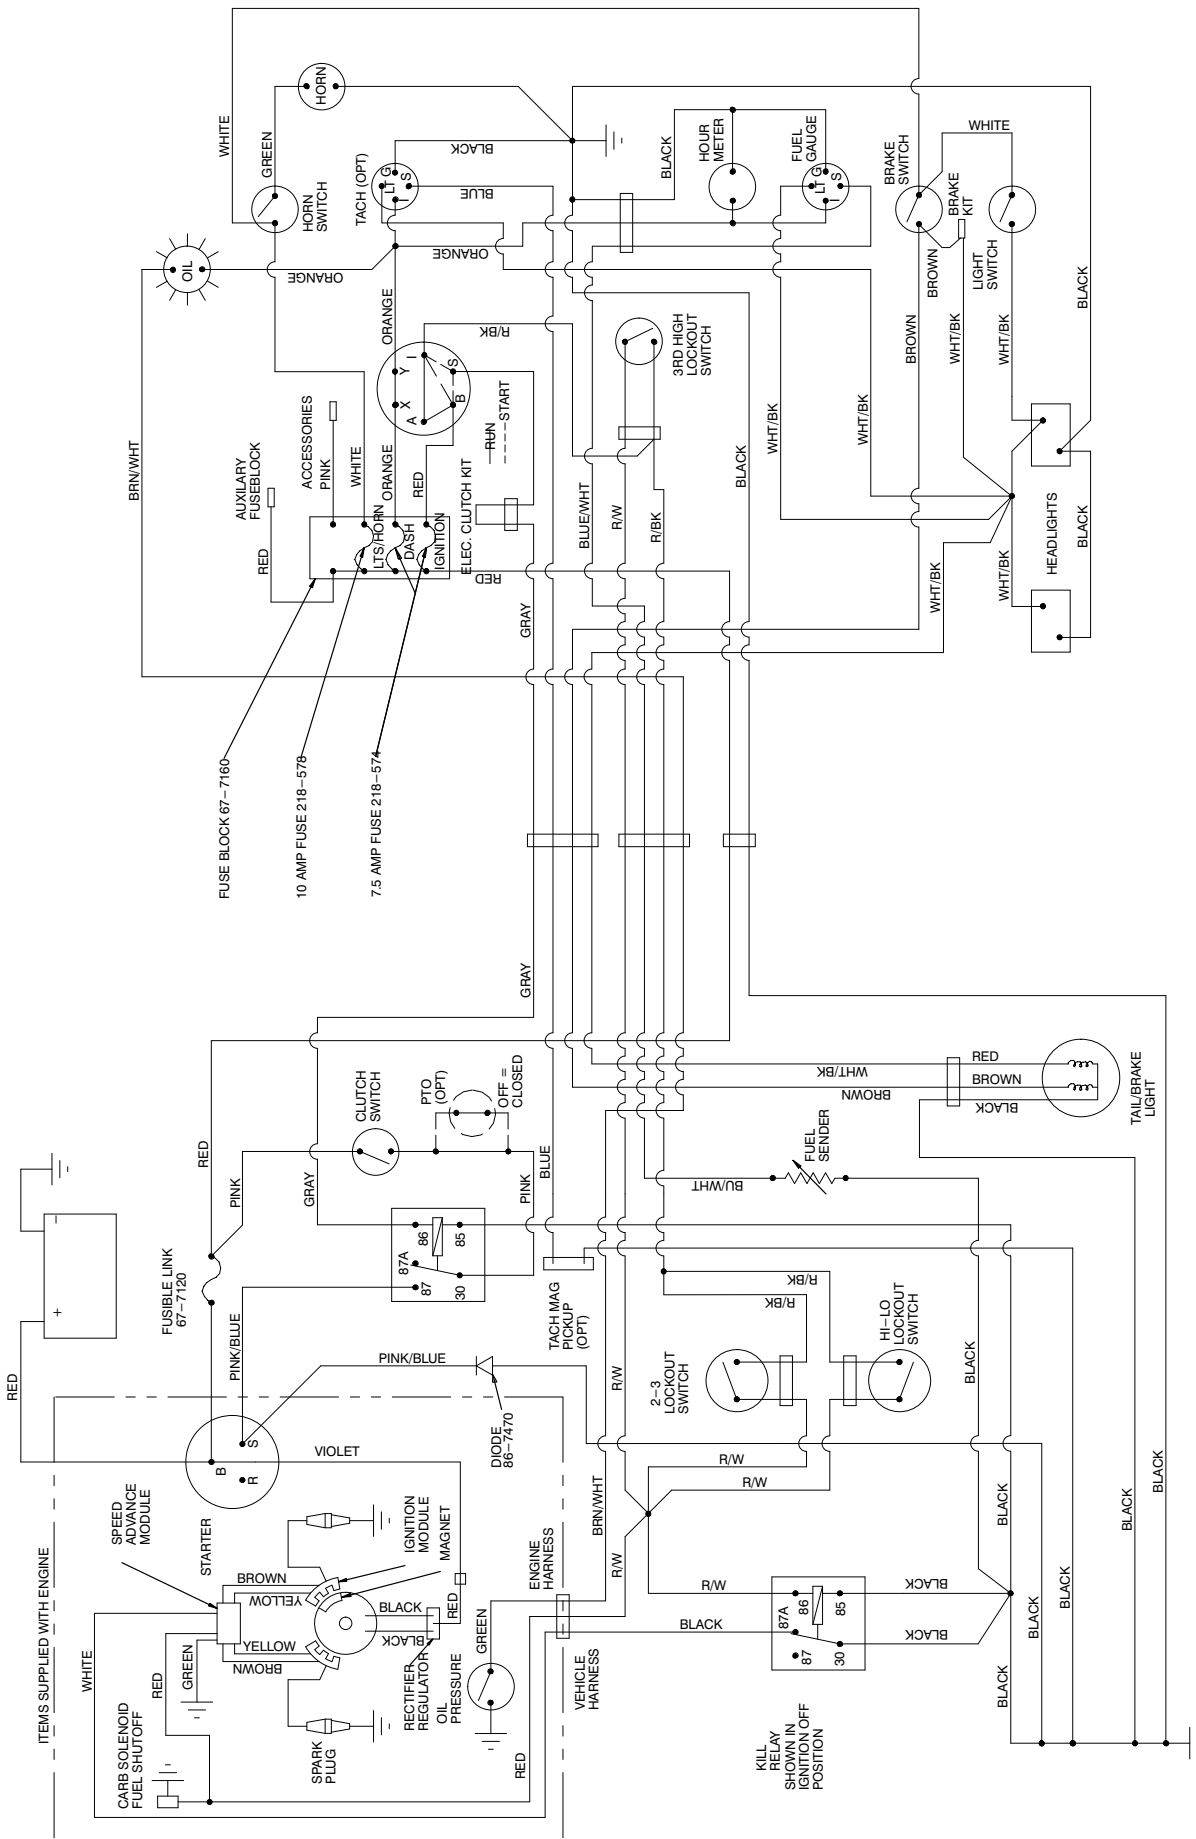 WHITE
GREEN
HORN
HORN
SWITCH
OIL
ORANGE
BRN/WHT
TACH (OPT)
LT
G
I
S
BLACK
BLUE
ORANGE
ORANGE
BLACK
HOUR
METER
FUEL
GAUGE
LT
G
I
S
BRAKE
SWITCH
WHITE
BRAKE
KIT
BROWN
LIGHT
SWITCH
BROWN
WHT/BK
WHT/BK
BLACK
A
X
Y
I
B
S
R/BK
RUN
START
3RD HIGH
LOCKOUT
SWITCH
AUXILARY
FUSEBLOCK
RED
ACCESSORIES
PINK
WHITE
ORANGE
RED
LTS/HORN
DASH
IGNITION
ELEC. CLUTCH KIT
RED
GRAY
BLUE/WHT
R/W
R/BK
BLACK
WHT/BK
WHT/BK
WHT/BK
WHT/BK
HEADLIGHTS
BLACK
FUSE BLOCK 67-7160
10 AMP FUSE 218-578
7.5 AMP FUSE 218-574
GRAY
RED
PINK
GRAY
CLUTCH
SWITCH
PTO
(OPT)
OFF =
CLOSED
BLUE
PINK
WHT/BK
BROWN
RED
BROWN
BLACK
TAIL/BRAKE
LIGHT
BU/WHT
FUEL
SENDER
+
-
RED
FUSIBLE LINK
67-7120
PINK/BLUE
87A
86
85
87
30
TACH MAG
PICKUP
(OPT)
R/BK
R/BK
2-3
LOCKOUT
SWITCH
HI-LO
LOCKOUT
SWITCH
BLACK
PINK/BLUE
DIODE
86-7470
R/W
R/W
R/W
B
S
R
VIOLET
STARTER
SPEED
ADVANCE
MODULE
ITEMS SUPPLIED WITH ENGINE
BROWN
YELLOW
YELLOW
BROWN
IGNITION MODULE
MAGNET
BLACK
BLACK
RED
RECTIFIER
REGULATOR
OIL
PRESSURE
GREEN
WHITE
RED
GREEN
CARB SOLENOID
FUEL SHUTOFF
SPARK
PLUG
RED
ENGINE
HARNESS
VEHICLE
HARNESS
BRN/WHT
R/W
R/W
BLACK
87A
86
85
87
30
BLACK
BLACK
KILL
RELAY
SHOWN IN
IGNITION OFF
POSITION
BLACK
BLACK
BLACK
BLACK
BLACK
BLACK